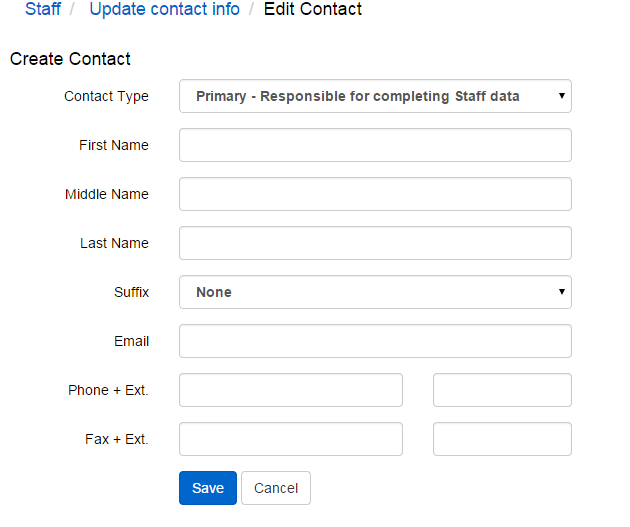 Staff / Update contact info / Edit Contact
Create Contact
Contact Type Primary - Responsible for completing Staff data
First Name
Middle Name
Last Name
Suffix None
Email
Phone + Ext.
Fax + Ext.
Save Cancel